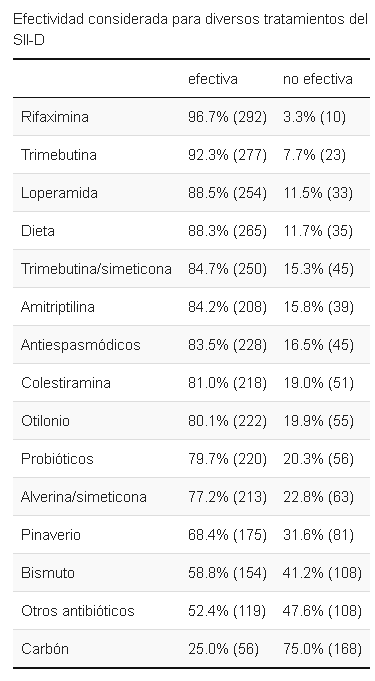 Efectividad considerada para diversos tratamientos del
SII-D
efectiva no efectiva
Rifaximina 96.7% (292) 3.3% (10)
Trimebutina 92.3% (277) 7.7% (23)
Loperamida 88.5% (254) 11.5% (33)
Dieta 88.3% (265) 11.7% (35)
Trimebutina/simeticona 84.7% (250) 15.3% (45)
Amitriptilina 84.2% (208) 15.8% (39)
Antiespasmódicos 83.5% (228) 16.5% (45)
Colestiramina 81.0% (218) 19.0% (51)
Otilonio 80.1% (222) 19.9% (55)
Probióticos 79.7% (220) 20.3% (56)
Alverina/simeticona 77.2% (213) 22.8% (63)
Pinaverio 68.4% (175) 31.6% (81)
Bismuto 58.8% (154) 41.2% (108)
Otros antibióticos 52.4% (119) 47.6% (108)
Carbón 25.0% (56) 75.0% (168)